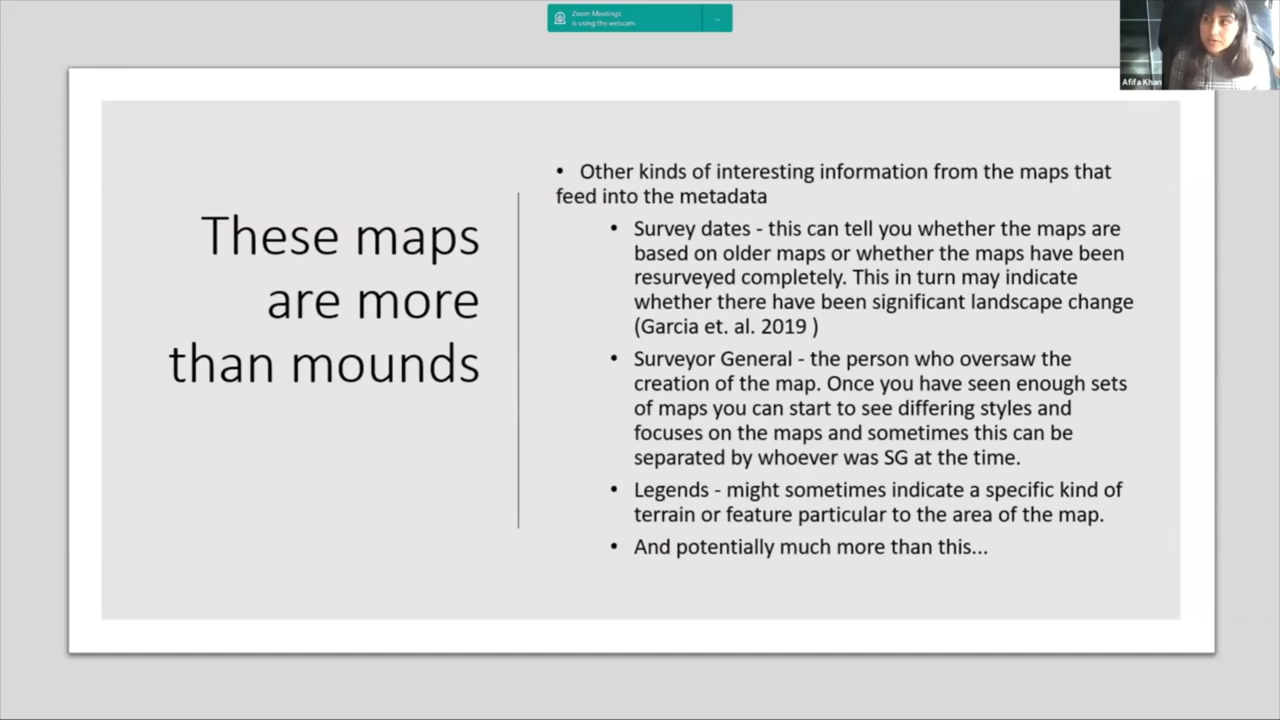 Zoom Meetings
is using the webcam
Afifa Khan
These maps
are more
than mounds
• Other kinds of interesting information from the maps that
feed into the metadata
• Survey dates - this can tell you whether the maps are
based on older maps or whether the maps have been
resurveyed completely. This in turn may indicate
whether there have been significant landscape change
(Garcia et. al. 2019 )
• Surveyor General - the person who oversaw the
creation of the map. Once you have seen enough sets
of maps you can start to see differing styles and
focuses on the maps and sometimes this can be
separated by whoever was SG at the time.
• Legends - might sometimes indicate a specific kind of
terrain or feature particular to the area of the map.
• And potentially much more than this...